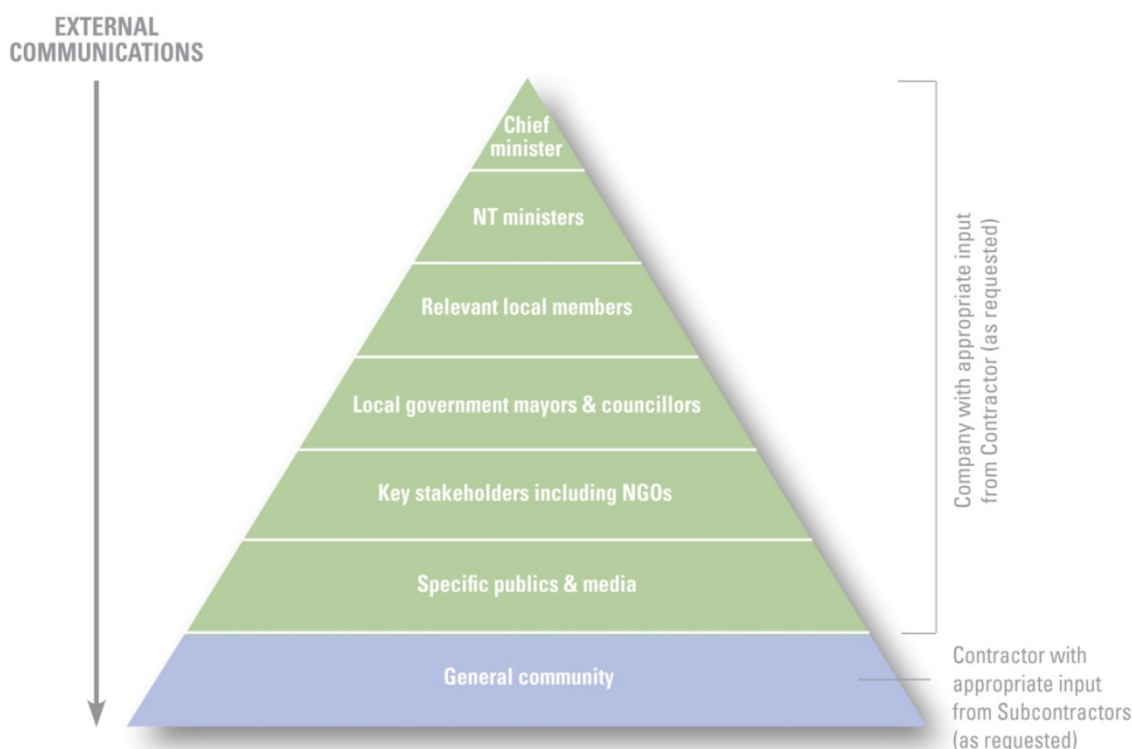 EXTERNAL
COMMUNICATIONS
Chief
minister
NT ministers
Relevant local members
Local government mayors & councillors
Key stakeholders including NGOs
Specific publics & media
General community
Company with appropriate input
from Contractor (as requested)
Contractor with
appropriate input
from Subcontractors
(as requested)